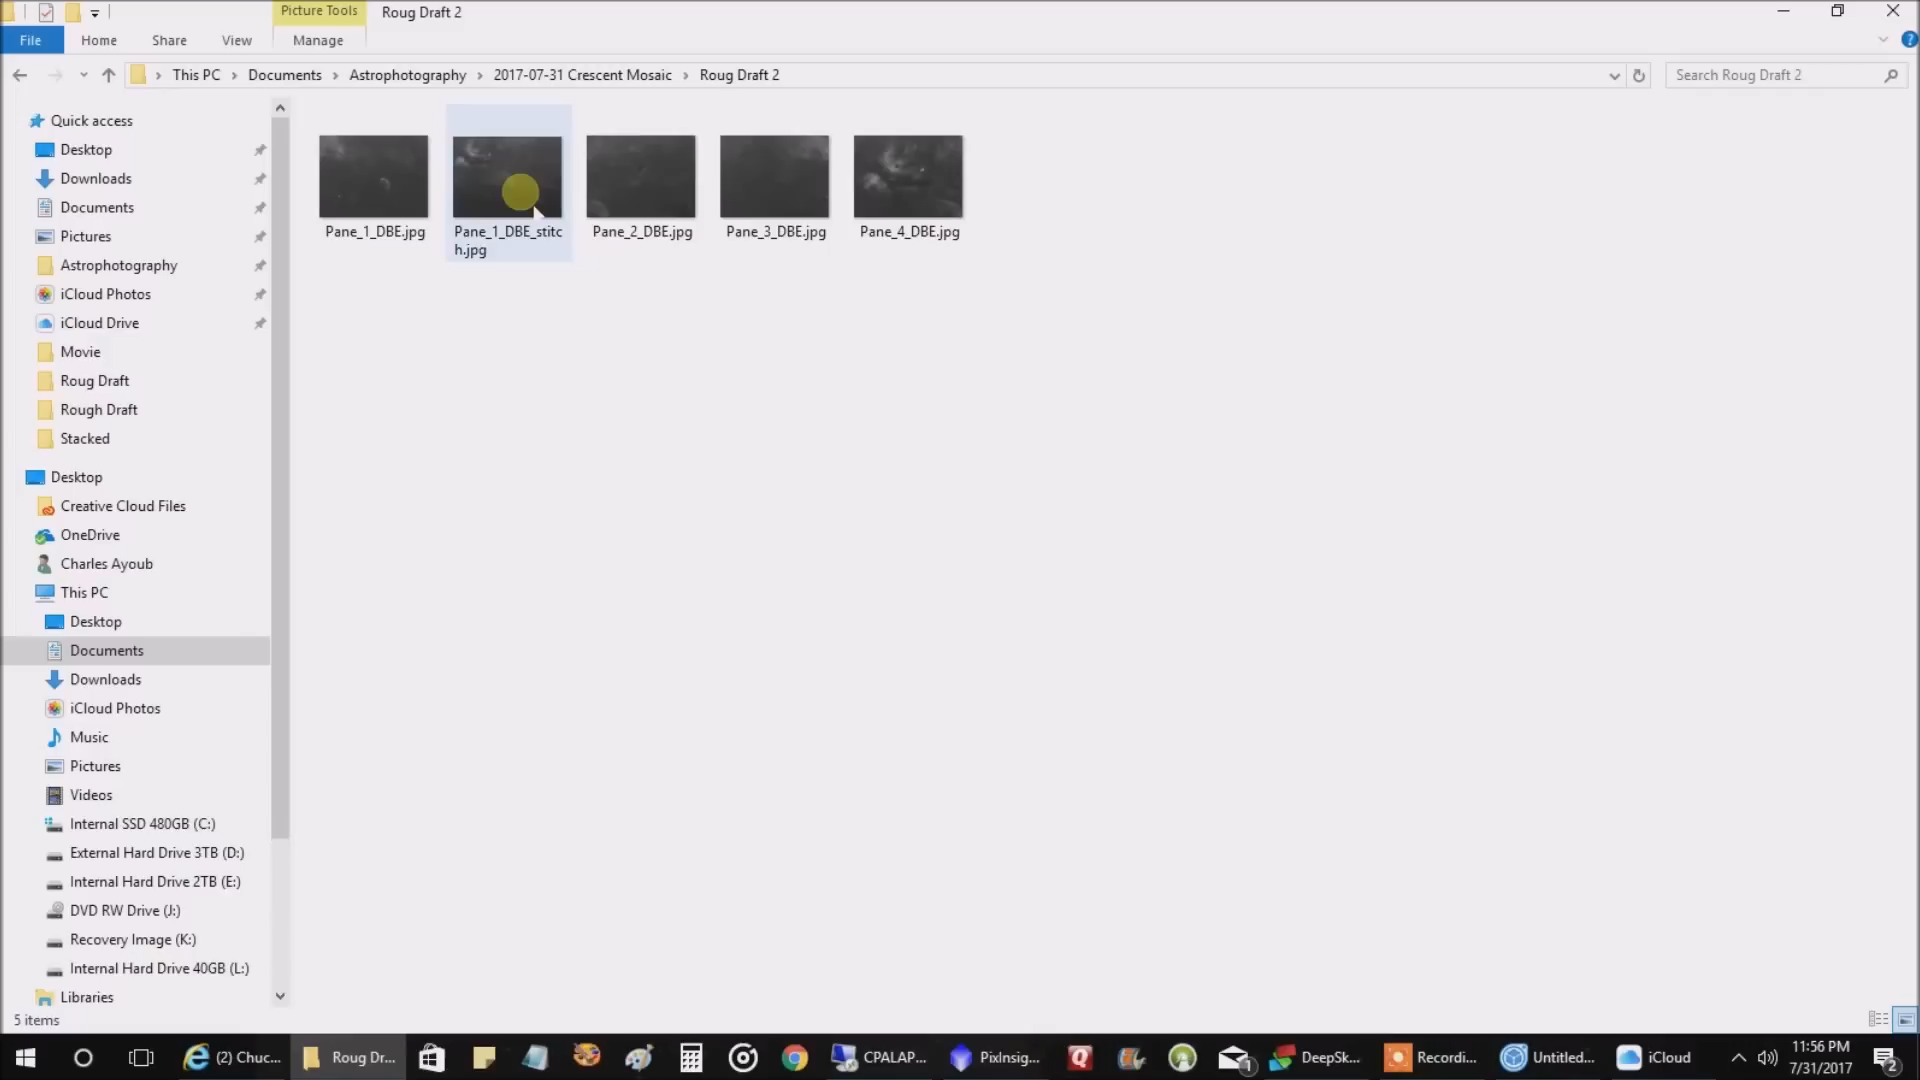 Picture Tools
Roug Draft 2
File
Home
Share
View
Manage
?
This PC
Documents
Astrophotography
2017-07-31 Crescent Mosaic
Roug Draft 2
Search Roug Draft 2
Quick access
Desktop
Downloads
Documents
Pictures
Astrophotography
iCloud Photos
iCloud Drive
Movie
Roug Draft
Rough Draft
Stacked
Desktop
Creative Cloud Files
OneDrive
Charles Ayoub
This PC
Desktop
Documents
Downloads
iCloud Photos
Music
Pictures
Videos
Internal SSD 480GB (C:)
External Hard Drive 3TB (D:)
Internal Hard Drive 2TB (E:)
DVD RW Drive (J:)
Recovery Image (K:)
Internal Hard Drive 40GB (L:)
Libraries
Pane_1_DBE.jpg
Pane_1_DBE_stitc
h.jpg
Pane_2_DBE.jpg
Pane_3_DBE.jpg
Pane_4_DBE.jpg
5 items
(2) Chuc...
Roug Dr...
CPALAP...
PixInsig...
Q
1
DeepSk...
Recordi...
Untitled...
iCloud
11:56 PM
7/31/2017
2